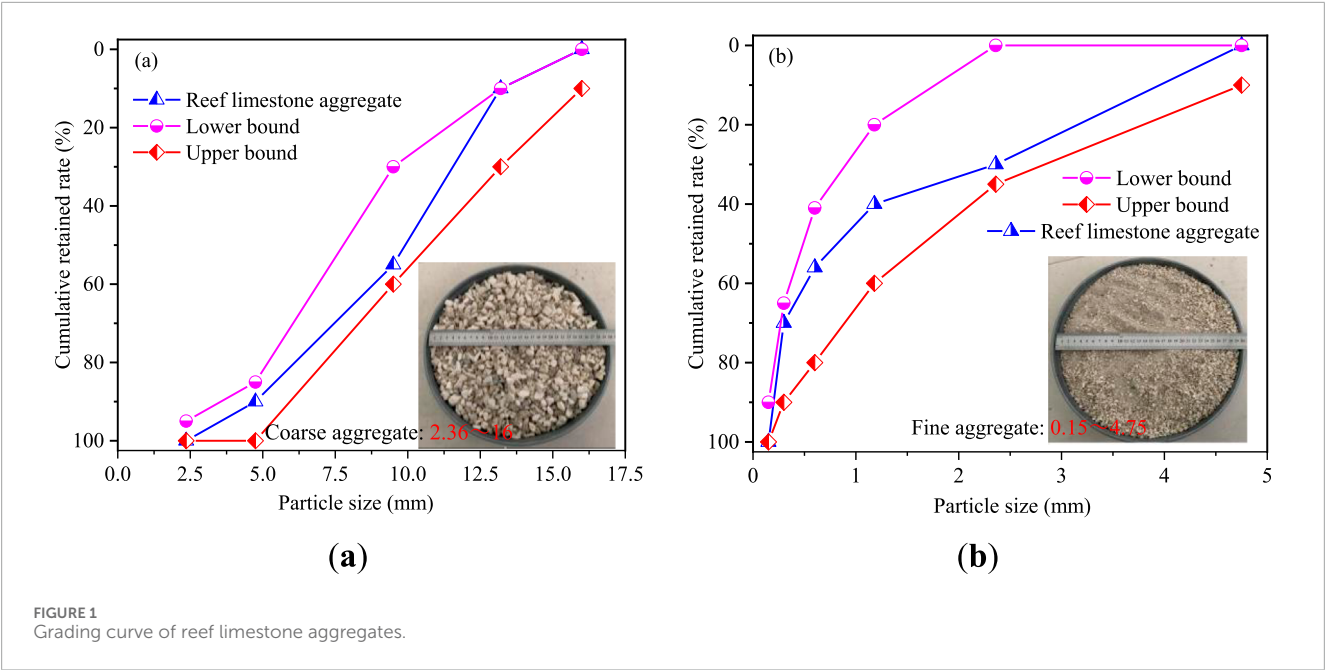 (a)
Reef limestone aggregate
Lower bound
Upper bound
Cumulative retained rate (%)
0
20
40
60
80
100
Coarse aggregate: 2.36~16
0.0
2.5
5.0
7.5
10.0
12.5
15.0
17.5
Particle size (mm)
(a)
(b)
Lower bound
Upper bound
Reef limestone aggregate
Cumulative retained rate (%)
0
20
40
60
80
100
Fine aggregate: 0.15~4.75
0
1
2
3
4
5
Particle size (mm)
(b)
FIGURE 1
Grading curve of reef limestone aggregates.